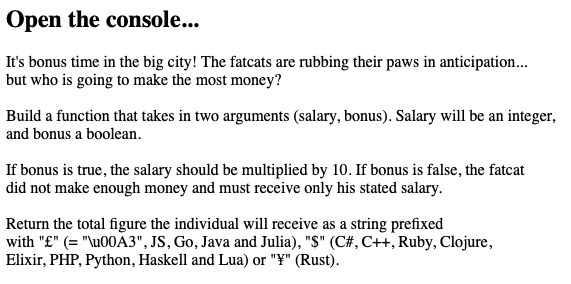 Open the console...
It's bonus time in the big city! The fatcats are rubbing their paws in anticipation...
but who is going to make the most money?
Build a function that takes in two arguments (salary, bonus). Salary will be an integer,
and bonus a boolean.
If bonus is true, the salary should be multiplied by 10. If bonus is false, the fatcat
did not make enough money and must receive only his stated salary.
Return the total figure the individual will receive as a string prefixed
with "£" (= "\u00A3", JS, Go, Java and Julia), "$" (C#, C++, Ruby, Clojure,
Elixir, PHP, Python, Haskell and Lua) or "¥" (Rust).